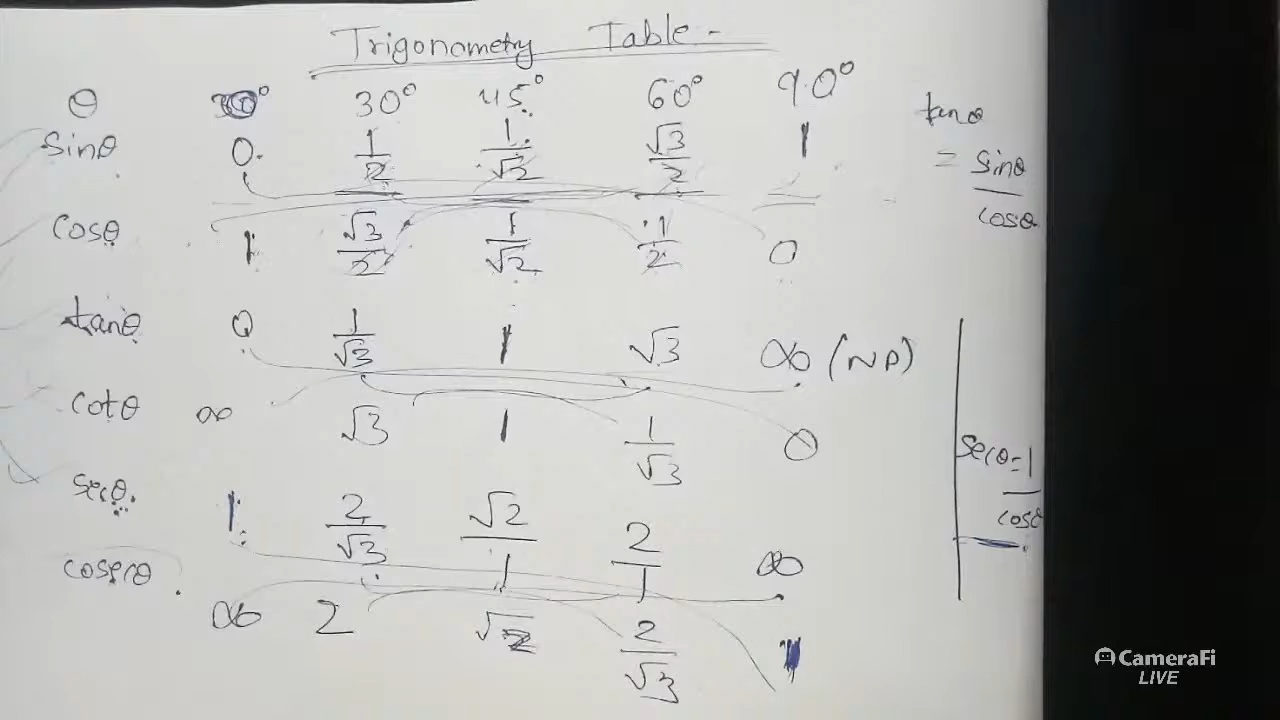 Trigonometry Table -
θ 0° 30° 45° 60° 90°
sinθ 0 1/2 1/√2 √3/2 1
cosθ 1 √3/2 1/√2 1/2 0
tanθ 0 1/√3 1 √3 ∞ (ND)
cotθ ∞ √3 1 1/√3 0
secθ 1 2/√3 √2/1 2/1 ∞
cosecθ ∞ 2 √2 2/√3 1
tanθ
= sinθ/cosθ
secθ = 1/cosθ
CameraFi
LIVE